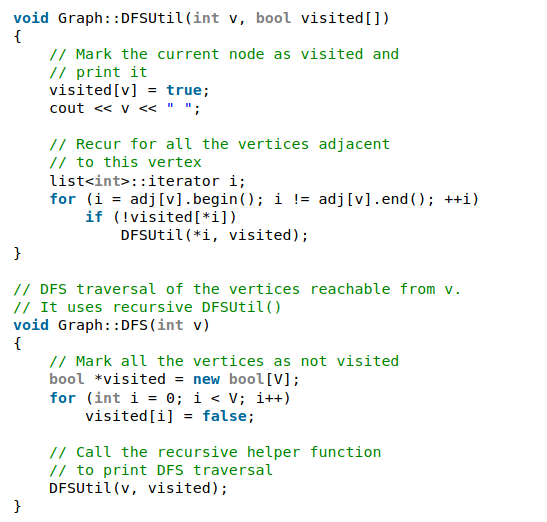 void Graph::DFSUtil(int v, bool visited[])
{
    // Mark the current node as visited and
    // print it
    visited[v] = true;
    cout << v << " ";

    // Recur for all the vertices adjacent
    // to this vertex
    list<int>::iterator i;
    for (i = adj[v].begin(); i != adj[v].end(); ++i)
        if (!visited[*i])
            DFSUtil(*i, visited);
}

// DFS traversal of the vertices reachable from v.
// It uses recursive DFSUtil()
void Graph::DFS(int v)
{
    // Mark all the vertices as not visited
    bool *visited = new bool[V];
    for (int i = 0; i < V; i++)
        visited[i] = false;

    // Call the recursive helper function
    // to print DFS traversal
    DFSUtil(v, visited);
}